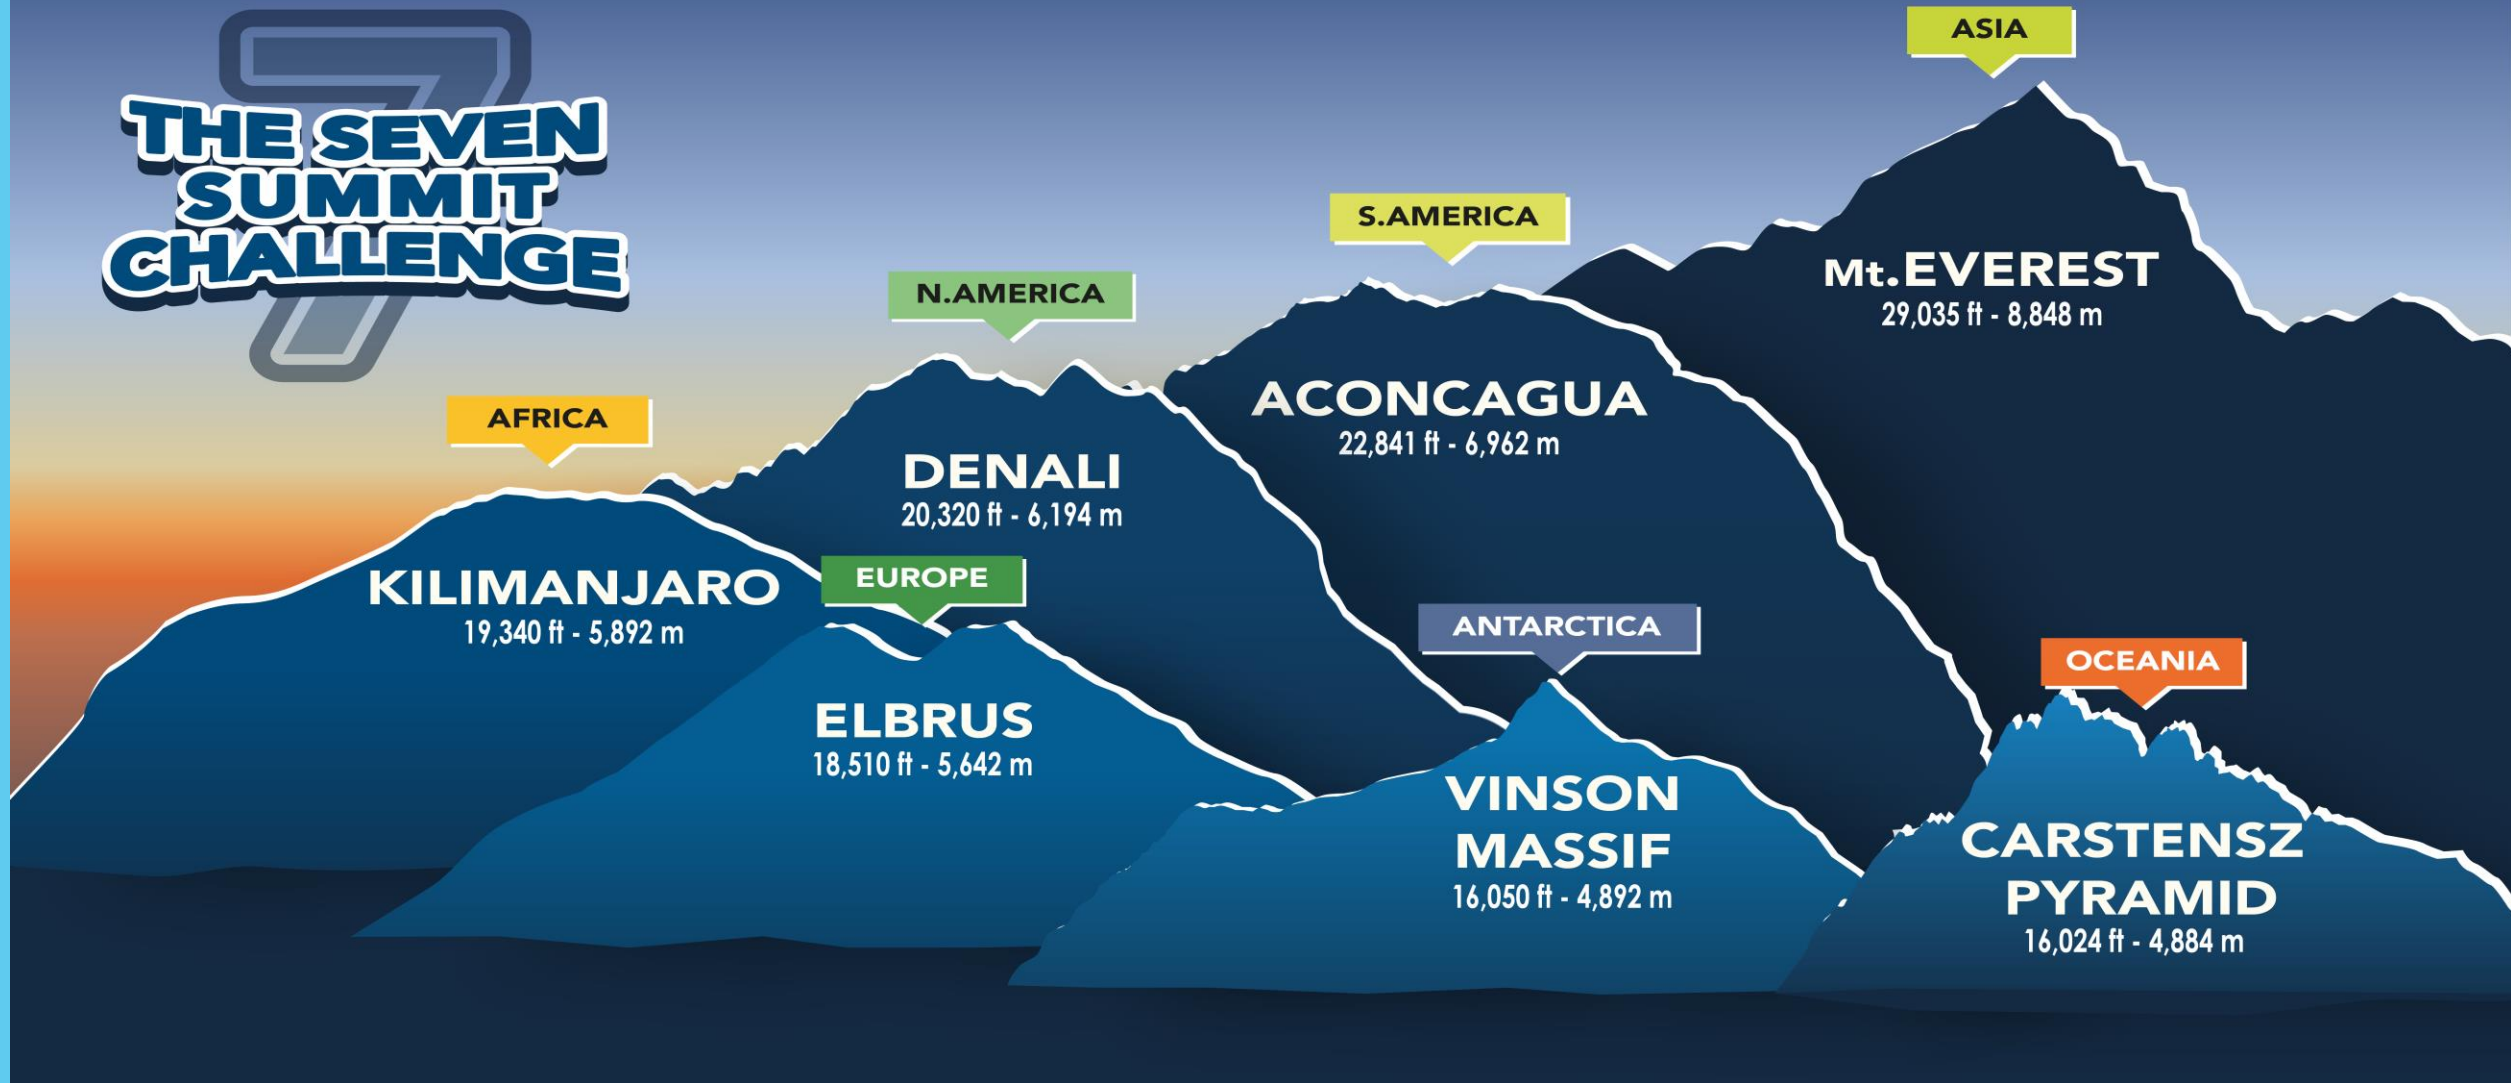 7
THE SEVEN
SUMMIT
CHALLENGE
ASIA
Mt.EVEREST
29,035 ft - 8,848 m
S.AMERICA
ACONCAGUA
22,841 ft - 6,962 m
N.AMERICA
DENALI
20,320 ft - 6,194 m
AFRICA
KILIMANJARO
19,340 ft - 5,892 m
EUROPE
ELBRUS
18,510 ft - 5,642 m
ANTARCTICA
VINSON
MASSIF
16,050 ft - 4,892 m
OCEANIA
CARSTENSZ
PYRAMID
16,024 ft - 4,884 m